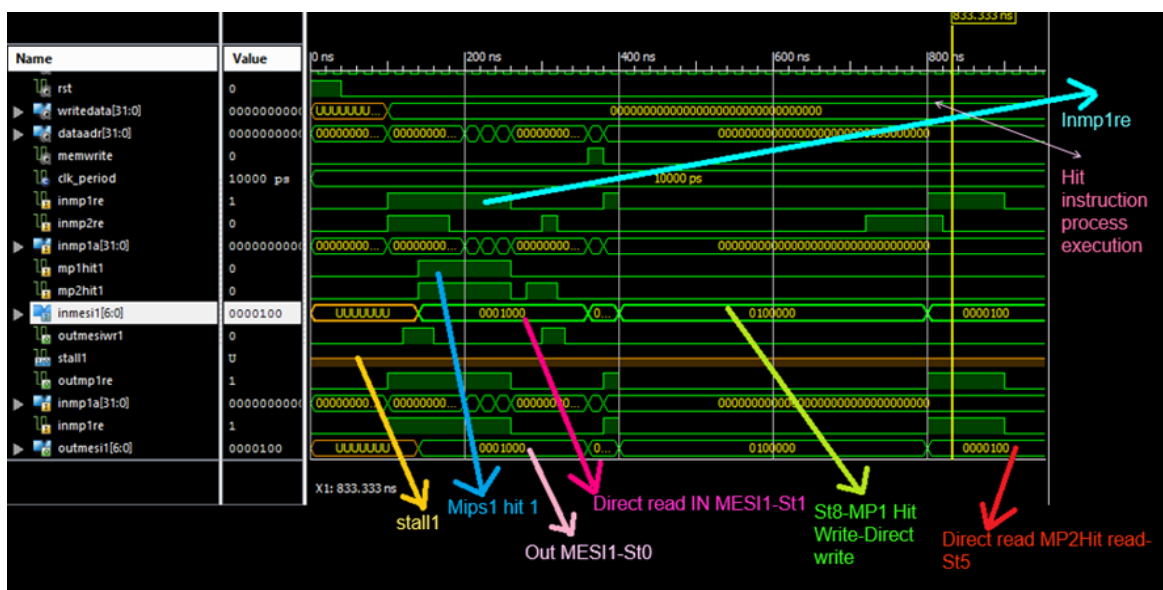 833.333 ns
Name Value 0 ns 200 ns 400 ns 600 ns 800 ns
rst 0
writedata[31:0] 0000000000 UUUUUU... 00000000000000000000000000000000
dataadr[31:0] 0000000000 00000000... 00000000... 00000000... 00000000000000000000000000000000
memwrite 0
clk_period 10000 ps 10000 ps
inmp1re 1
inmp2re 0
inmp1a[31:0] 0000000000 00000000... 00000000... 00000000... 00000000000000000000000000000000
mp1hit1 0
mp2hit1 0
inmesi1[6:0] 0000100 UUUUUUU 0001000 0... 0100000 0000100
outmesiwr1 0
stall1 U
outmp1re 1
inmp1a[31:0] 0000000000 00000000... 00000000... 00000000... 00000000000000000000000000000000
inmp1re 1
outmesi1[6:0] 0000100 UUUUUUU 0001000 0... 0100000 0000100
X1: 833.333 ns
Inmp1re
Hit
instruction
process
execution
stall1
Mips1 hit 1
Out MESI1-St0
Direct read IN MESI1-St1
St8-MP1 Hit
Write-Direct
write
Direct read MP2Hit read-
St5